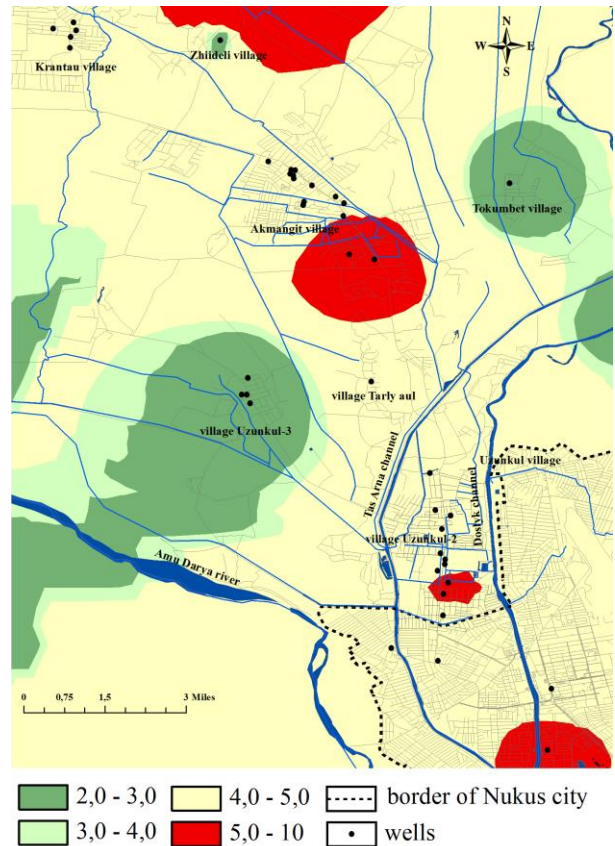 N
W E
S
Krantau village
Zhiideli village
Tokumbet village
Akmangit village
village Tarly aul
village Uzunkul-3
Uzunkul village
Tas Arna channel
Dostyk channel
village Uzunkul-2
Amu Darya river
0 0,75 1,5 3 Miles
2,0 - 3,0 4,0 - 5,0 border of Nukus city
3,0 - 4,0 5,0 - 10 wells